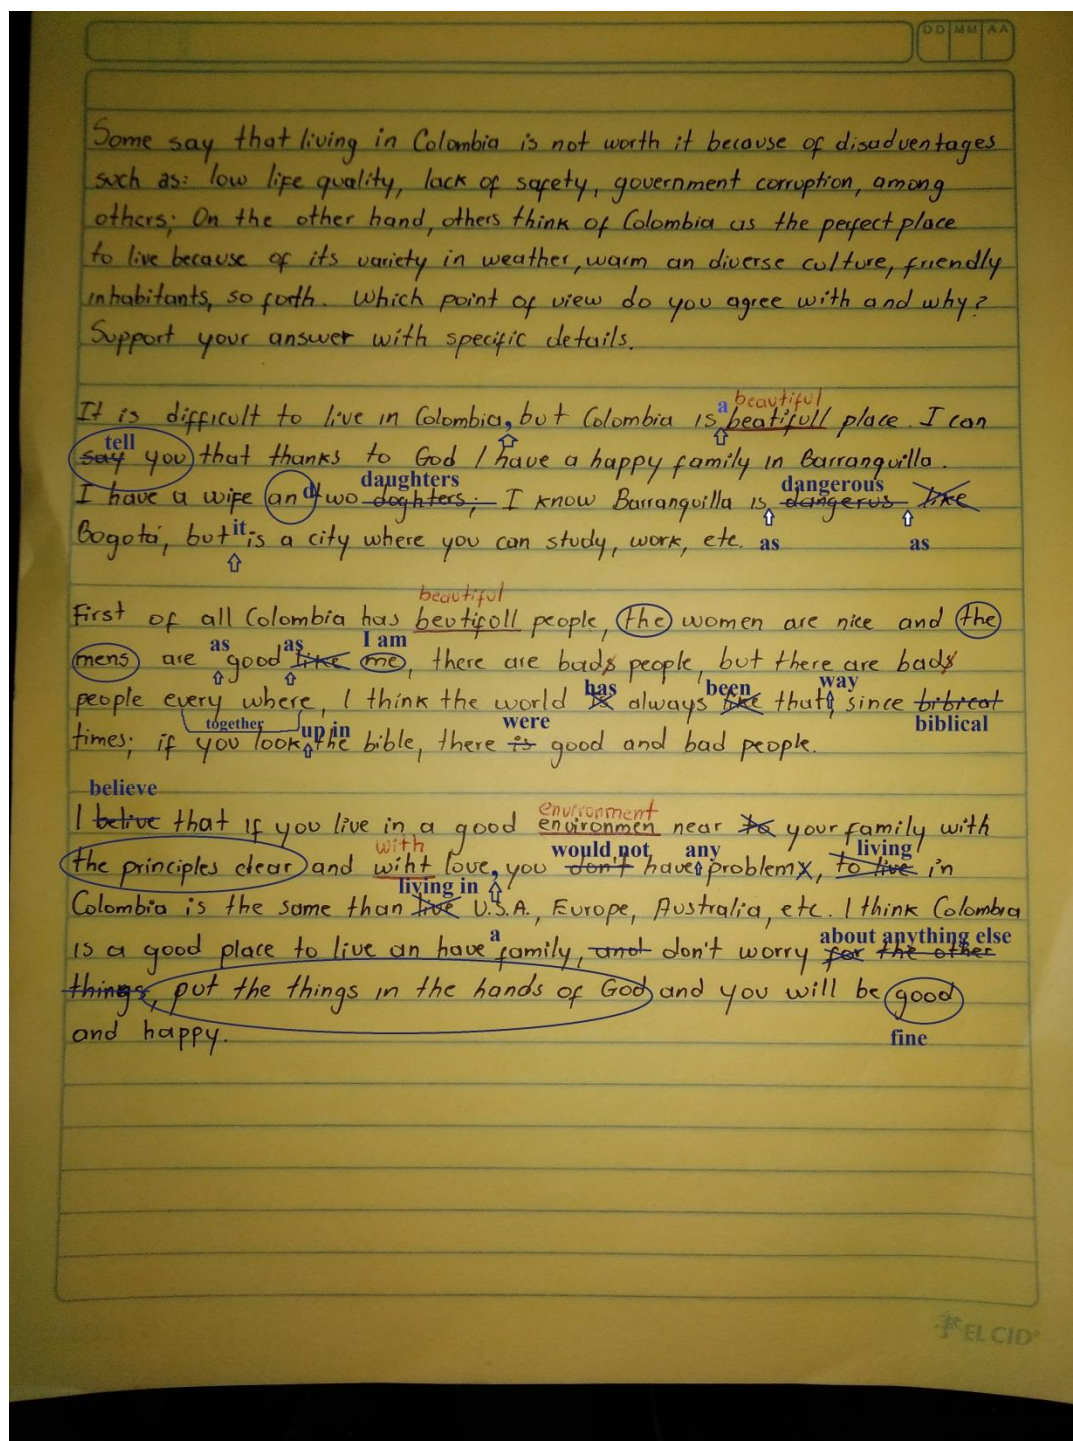 DD MM AA
Some say that living in Colombia is not worth it because of disadventages
such as: low life quality, lack of safety, government corruption, among
others; On the other hand, others think of Colombia as the perfect place
to live because of its variety in weather, warm an diverse culture, friendly
inhabitants, so forth. Which point of view do you agree with and why?
Support your answer with specific details.
a beautiful
It is difficult to live in Colombia, but Colombia is beatifull place. I can
tell
say you that thanks to God I have a happy family in Barranquilla.
daughters dangerous
I have a wife an d two doghters; I know Barranquilla is dangerus like
Bogotá, but it is a city where you can study, work, etc. as as
beautiful
First of all Colombia has beutifoll people, the women are nice and the
as as I am
mens are good like me, there are bads people, but there are bads
has been way
people every where, I think the world is always like that, since bibreal
together up in were biblical
times; if you look the bible, there is good and bad people.
believe
environment
I belive that if you live in a good environmen near to your family with
with would not any living
the principles clear and wiht love, you don't have problemx, to live in
living in
Colombia is the same than live U.S.A., Europe, Australia, etc. I think Colombia
a about anything else
is a good place to live an have family, and don't worry for the other
things, put the things in the hands of God and you will be good
and happy. fine
EL CID